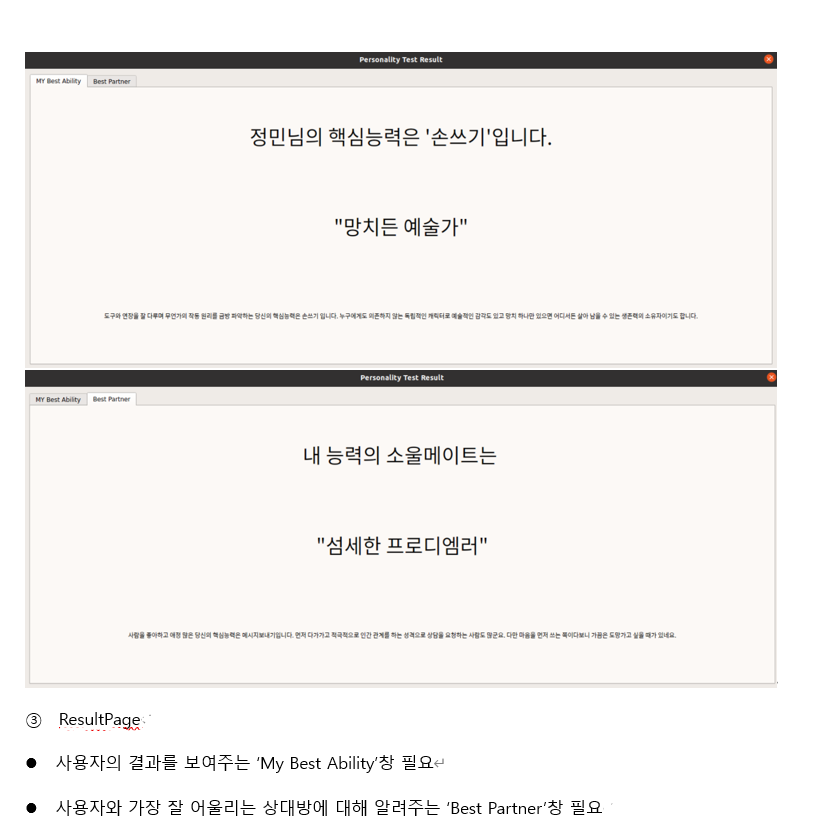 Personality Test Result
MY Best Ability Best Partner
정민님의 핵심능력은 '손쓰기'입니다.
"망치든 예술가"
도구와 연장을 잘 다루며 무언가의 작동 원리를 금방 파악하는 당신의 핵심능력은 손쓰기 입니다. 누구에게도 의존하지 않는 독립적인 캐릭터로 예술적인 감각도 있고 망치 하나만 있으면 어디서든 살아 남을 수 있는 생존력의 소유자이기도 합니다.
Personality Test Result
MY Best Ability Best Partner
내 능력의 소울메이트는
"섬세한 프로디엠러"
사람을 좋아하고 애정 많은 당신의 핵심능력은 메시지보내기입니다. 먼저 다가가고 적극적으로 인간 관계를 하는 성격으로 상담을 요청하는 사람도 많군요. 다만 마음을 먼저 쓰는 쪽이다보니 가끔은 도망가고 싶을 때가 있네요.
③ ResultPage
● 사용자의 결과를 보여주는 ‘My Best Ability’창 필요↵
● 사용자와 가장 잘 어울리는 상대방에 대해 알려주는 ‘Best Partner’창 필요